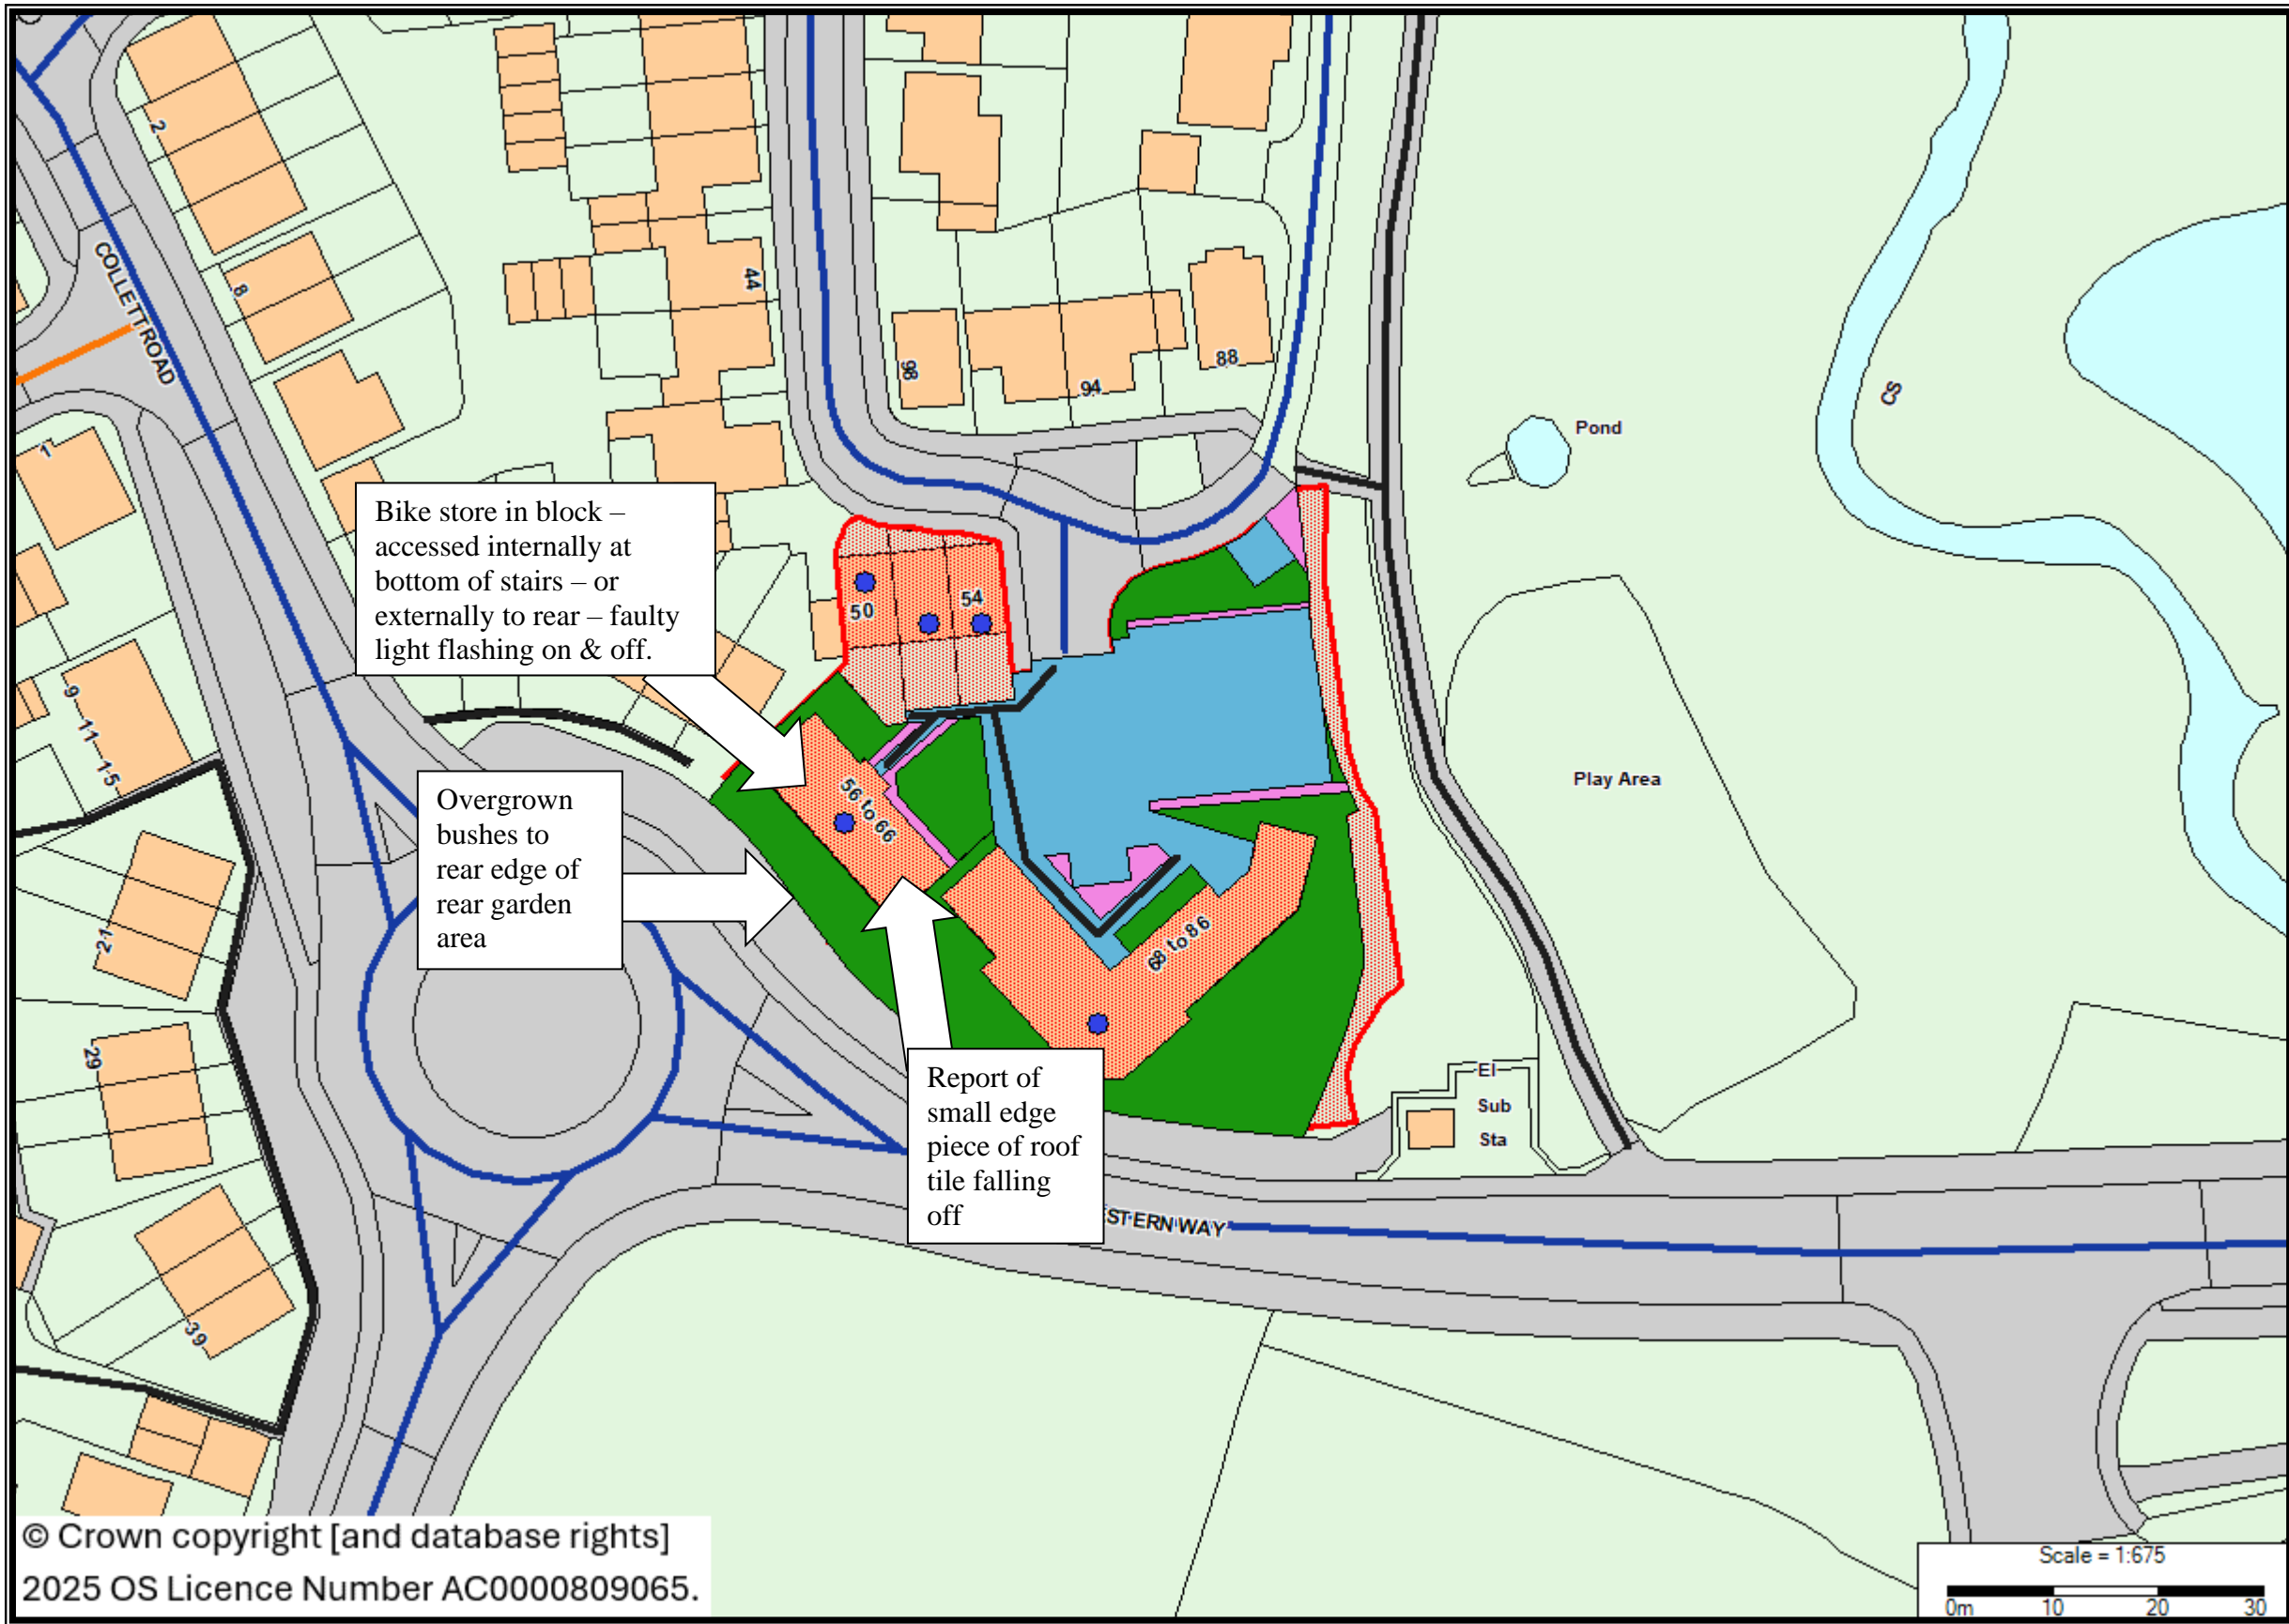 2
COLLETT ROAD
8
44
98
94
88
CS
1
Pond
Bike store in block –
accessed internally at
bottom of stairs – or
externally to rear – faulty
light flashing on & off.
50
54
9
11
15
Play Area
56 to 66
Overgrown
bushes to
rear edge of
rear garden
area
21
68 to 86
29
Report of
small edge
piece of roof
tile falling
off
El
Sub
Sta
STERN WAY
39
© Crown copyright [and database rights]
2025 OS Licence Number AC0000809065.
Scale = 1:675
0m 10 20 30